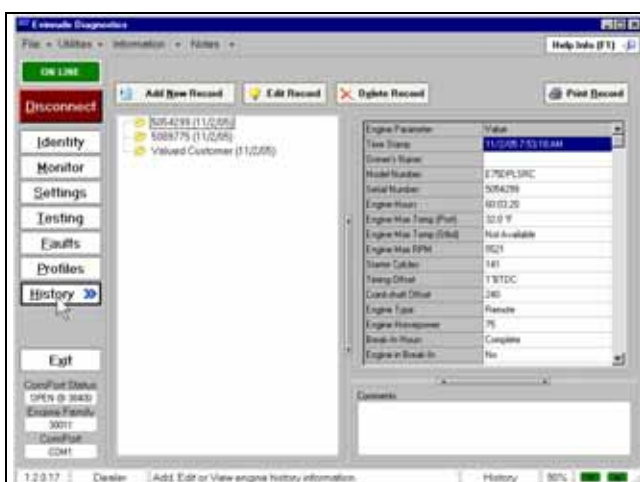 Evinrude Diagnostics
File Utilities Information Notes Help Info (F1)
ON LINE
Add New Record Edit Record Delete Record Print Record
Disconnect
5054299 (11/2/05)
5089775 (11/2/05)
Valued Customer (11/2/05)
Engine Parameter Value
Time Stamp 11/2/05 7:53:18 AM
Owner's Name
Model Number E75DPLSRC
Serial Number 5054299
Engine Hours 00:03:20
Engine Max Temp (Port) 32.0 °F
Engine Max Temp (Stbd) Not Available
Engine Max RPM
Starter Cycles 141
Timing Offset
Crankshaft Offset 240
Engine Type Remote
Engine Horsepower 75
Break-In Hours Complete
Engine in Break-In No
Identity
Monitor
Settings
Testing
Faults
Profiles
History
Exit
ComPort Status
OPEN @ 38400
Engine Family
30011
ComPort
COM1
Comments
1.2.0.17 Dealer Add, Edit or View engine history information. History 90%